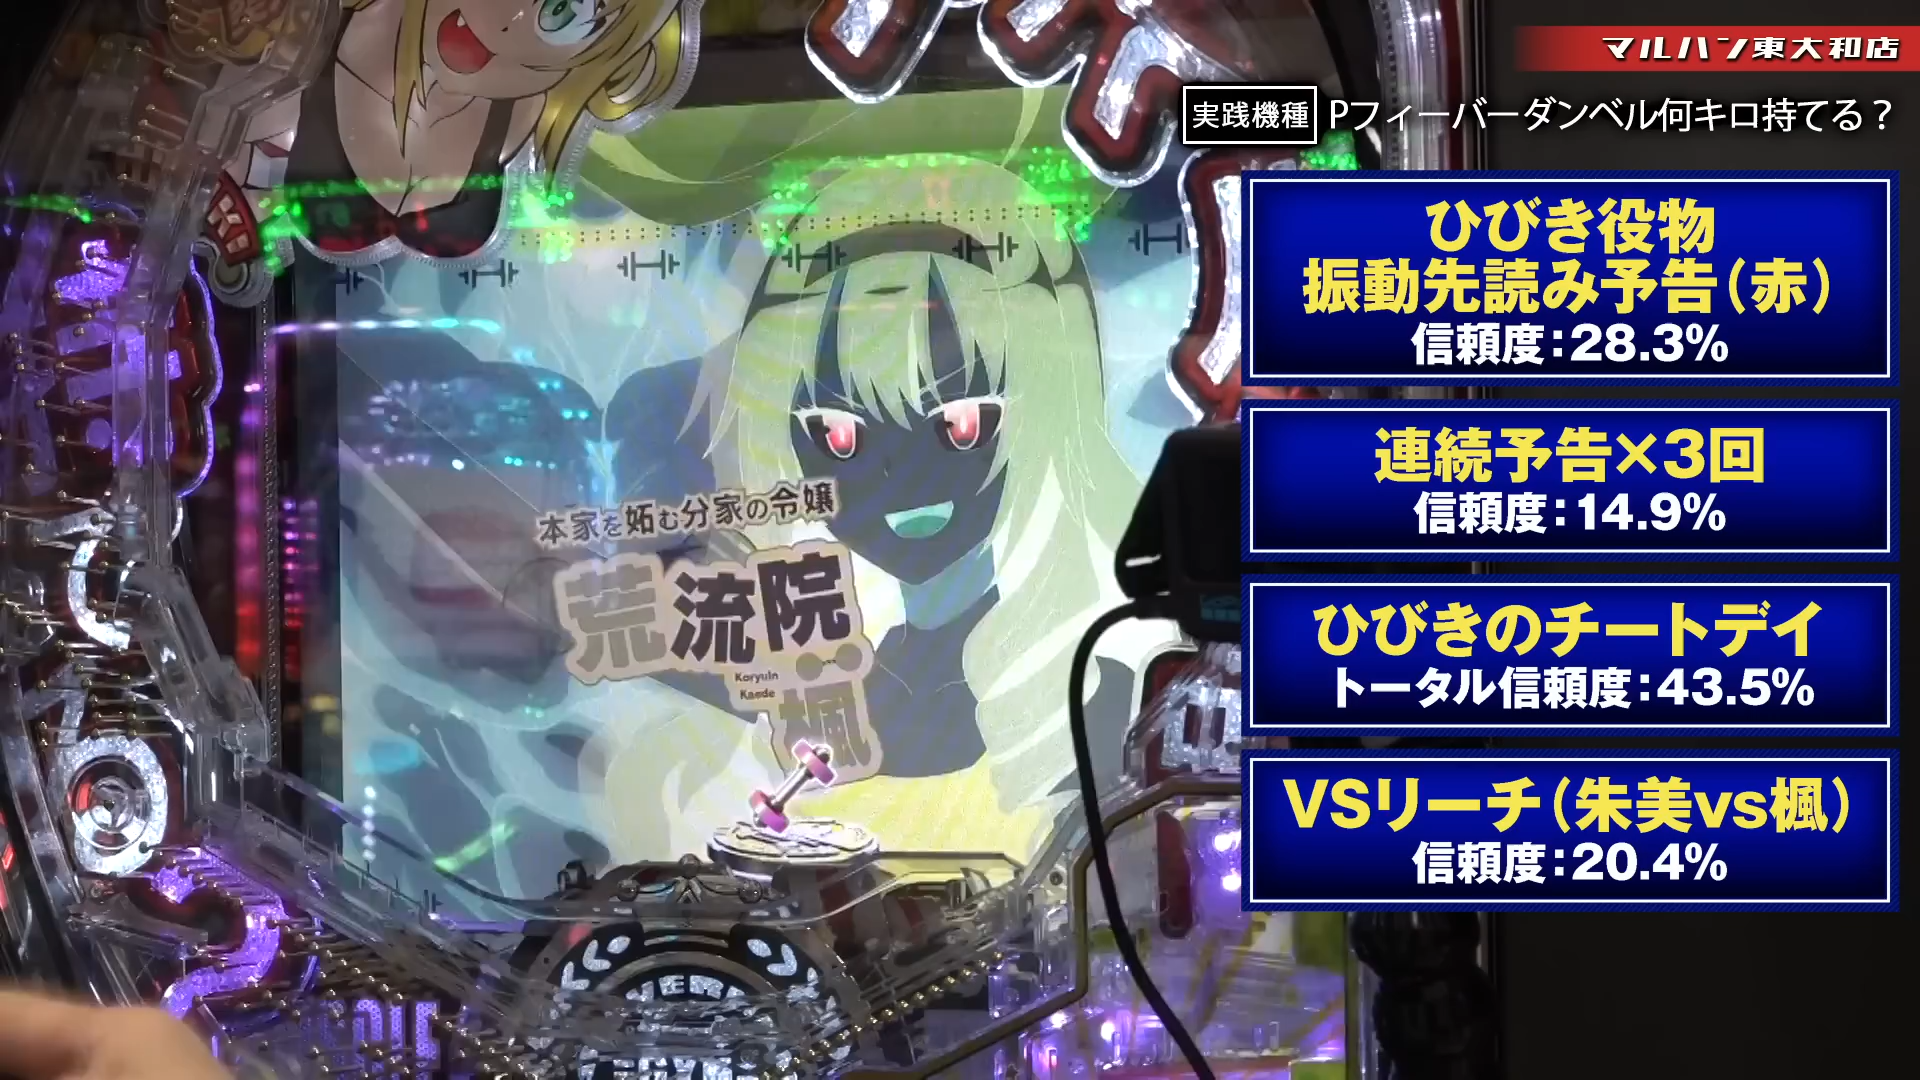 マルハン東大和店
実践機種 Pフィーバーダンベル何キロ持てる？
ひびき役物
振動先読み予告（赤）
信頼度：28.3%
連続予告×3回
信頼度：14.9%
ひびきのチートデイ
トータル信頼度：43.5%
VSリーチ（朱美vs楓）
信頼度：20.4%
本家を妬む分家の令嬢
荒流院
Koryuin
Kaede
楓